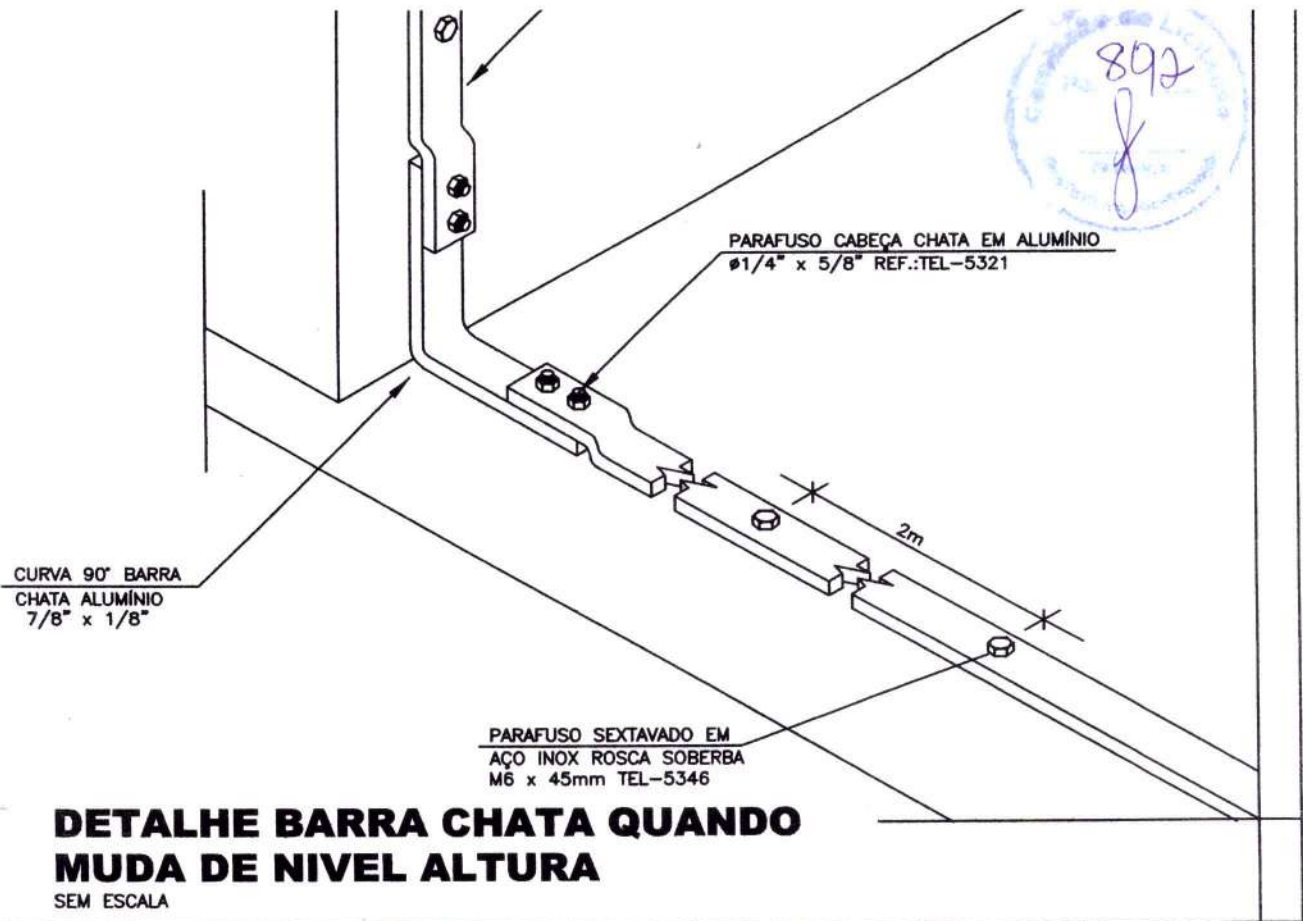 892
PARAFUSO CABEÇA CHATA EM ALUMÍNIO
ø1/4" x 5/8" REF.:TEL-5321
2m
CURVA 90° BARRA
CHATA ALUMÍNIO
7/8" x 1/8"
PARAFUSO SEXTAVADO EM
AÇO INOX ROSCA SOBERBA
M6 x 45mm TEL-5346
DETALHE BARRA CHATA QUANDO
MUDA DE NIVEL ALTURA
SEM ESCALA